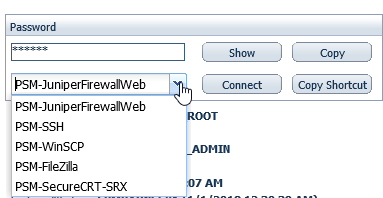 Password
******
Show
Copy
PSM-JuniperFirewallWeb
Connect
Copy Shortcut
PSM-JuniperFirewallWeb
PSM-SSH
PSM-WinSCP
PSM-FileZilla
PSM-SecureCRT-SRX
ROOT
_ADMIN
:07 AM